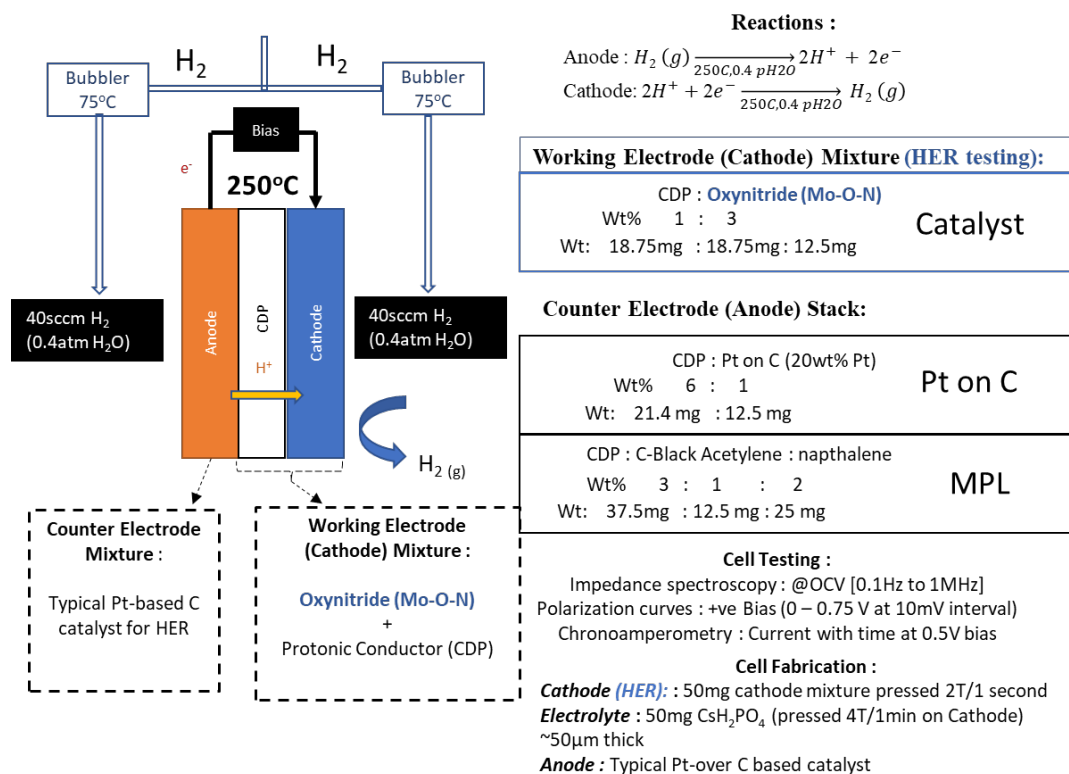 H2
H2
Bubbler
75oC
Bubbler
75oC
Bias
e-
250oC
40sccm H2
(0.4atm H2O)
40sccm H2
(0.4atm H2O)
Anode
CDP
Cathode
H+
H2 (g)
Counter Electrode
Mixture :
Typical Pt-based C
catalyst for HER
Working Electrode
(Cathode) Mixture :
Oxynitride (Mo-O-N)
+
Protonic Conductor (CDP)
Reactions :
Anode : H2 (g) 250C,0.4 pH2O 2H+ + 2e−
Cathode: 2H+ + 2e− 250C,0.4 pH2O H2 (g)
Working Electrode (Cathode) Mixture (HER testing):
CDP : Oxynitride (Mo-O-N)
Wt% 1 : 3
Wt: 18.75mg : 18.75mg : 12.5mg
Catalyst
Counter Electrode (Anode) Stack:
CDP : Pt on C (20wt% Pt)
Wt% 6 : 1
Wt: 21.4 mg : 12.5 mg
Pt on C
CDP : C-Black Acetylene : napthalene
Wt% 3 : 1 : 2
Wt: 37.5mg : 12.5 mg : 25 mg
MPL
Cell Testing :
Impedance spectroscopy : @OCV [0.1Hz to 1MHz]
Polarization curves : +ve Bias (0 – 0.75 V at 10mV interval)
Chronoamperometry : Current with time at 0.5V bias
Cell Fabrication :
Cathode (HER): : 50mg cathode mixture pressed 2T/1 second
Electrolyte : 50mg CsH2PO4 (pressed 4T/1min on Cathode)
~50μm thick
Anode : Typical Pt-over C based catalyst